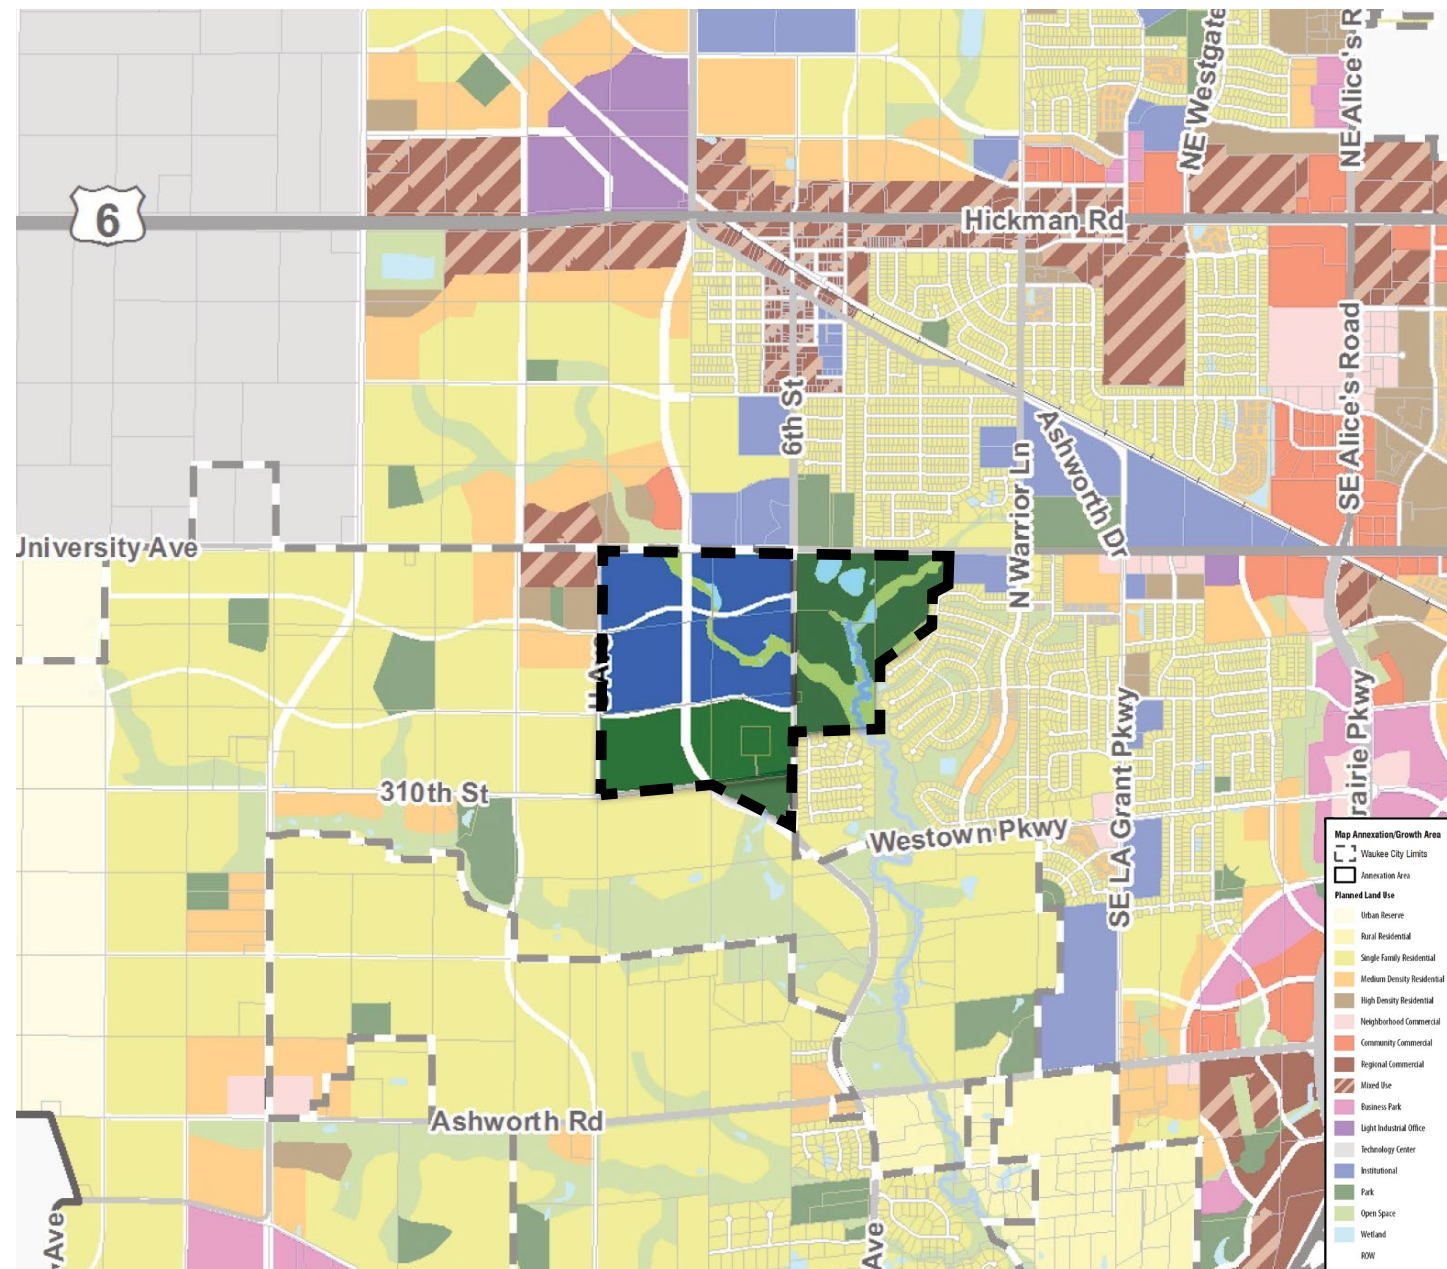 NE Westgate
NE Alice's R
6
Hickman Rd
6th St
SE Alice's Road
Ashworth Dr
N Warrior Ln
University Ave
310th St
SE LA Grant Pkwy
rairie Pkwy
Westown Pkwy
Ashworth Rd
Ave
Ave
Map Annexation/Growth Area
Waukee City Limits
Annexation Area
Planned Land Use
Urban Reserve
Rural Residential
Single Family Residential
Medium Density Residential
High Density Residential
Neighborhood Commercial
Community Commercial
Regional Commercial
Mixed Use
Business Park
Light Industrial Office
Technology Center
Institutional
Park
Open Space
Wetland
ROW